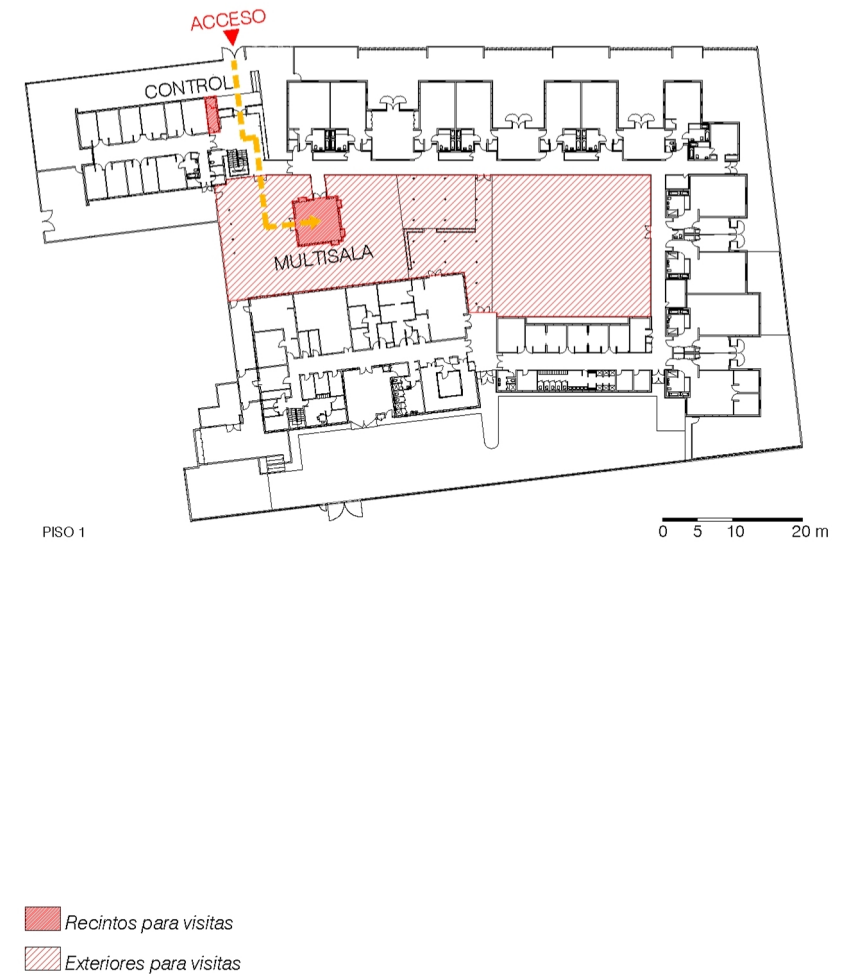 ACCESO
CONTROL
MULTISALA
PISO 1
0 5 10 20 m
Recintos para visitas
Exteriores para visitas